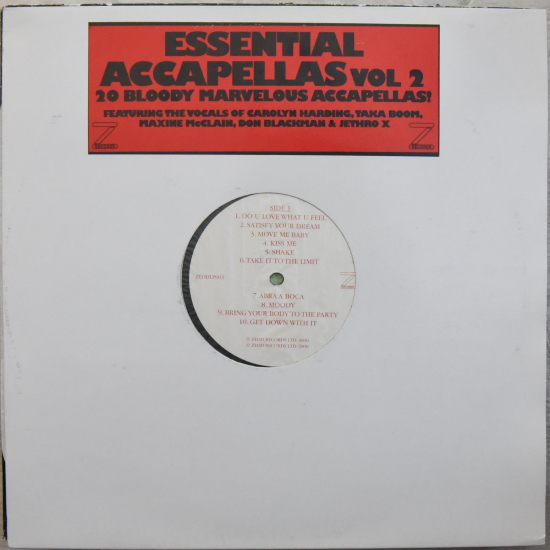 ESSENTIAL
ACCAPELLAS VOL 2
20 BLOODY MARVELOUS ACCAPELLAS!
FEATURING THE VOCALS OF CAROLYN HARDING, TAKA BOOM,
MAXINE McCLAIN, DON BLACKMAN & JETHRO X
SIDE 1
1. DO U LOVE WHAT U FEEL
2. SATISFY YOUR DREAM
3. MOVE ME BABY
4. KISS ME
5. SHAKE
6. TAKE IT TO THE LIMIT
7. ABRA A BOCA
8. MOODY
9. BRING YOUR BODY TO THE PARTY
10. GET DOWN WITH IT